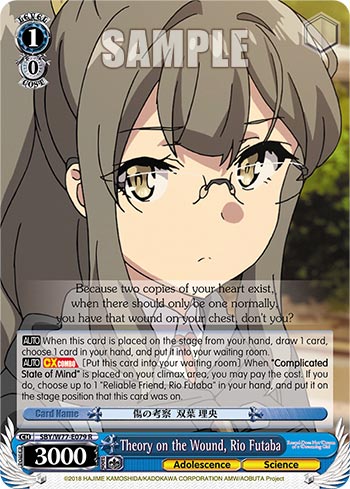 LEVEL
1
0
COST
SAMPLE
Because two copies of your heart exist,
when there should only be one normally,
you have that wound on your chest, don't you?
AUTO When this card is placed on the stage from your hand, draw 1 card,
choose 1 card in your hand, and put it into your waiting room.
AUTO CXCOMBO [Put this card into your waiting room] When "Complicated
State of Mind" is placed on your climax area, you may pay the cost. If you
do, choose up to 1 "Reliable Friend, Rio Futaba" in your hand, and put it on
the stage position that this card was in.
Card Name 傷の考察 双葉 理央
CH SBY/W77-E079 R
POWER
3000
Theory on the Wound, Rio Futaba
Adolescence
Science
©2018 HAJIME KAMOSHIDA/KADOKAWA CORPORATION AMW/AOBUTA Project